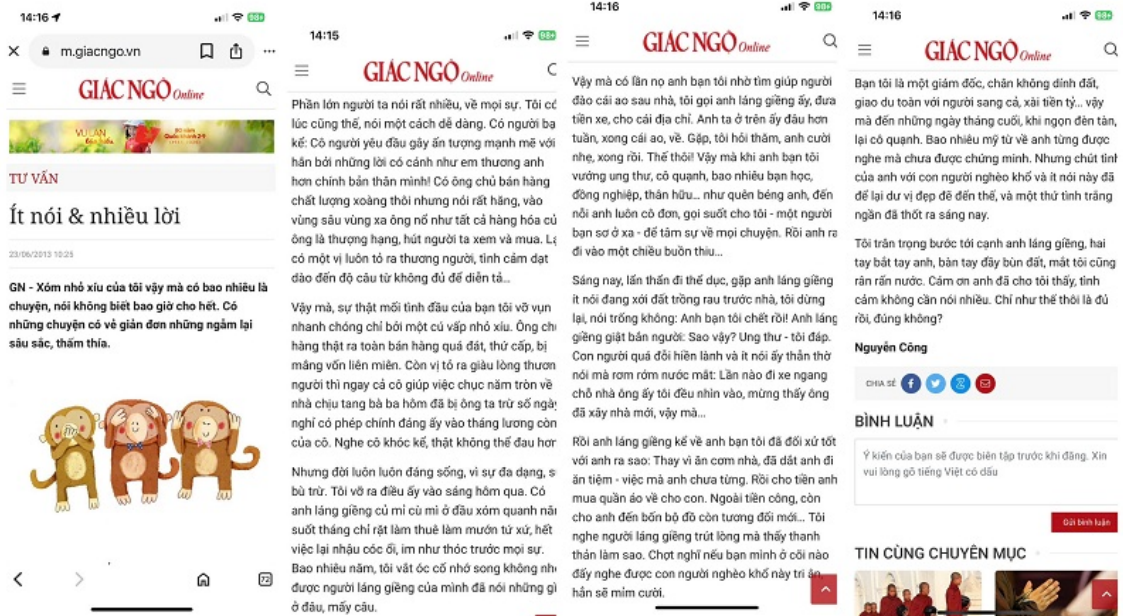 14:16
m.giacngo.vn
GIÁC NGỘ Online
VU LAN
TƯ VẤN
Ít nói & nhiều lời
23/06/2013 10:25
GN - Xóm nhỏ xíu của tôi vậy mà có bao nhiêu là
chuyện, nói không biết bao giờ cho hết. Có
những chuyện có vẻ giản đơn những ngẫm lại
sâu sắc, thấm thía.
72
14:15
GIÁC NGỘ Online
Phần lớn người ta nói rất nhiều, về mọi sự. Tôi có
lúc cũng thế, nói một cách dễ dàng. Có người bạ
kể: Cô người yêu đầu gây ấn tượng mạnh mẽ với
hắn bởi những lời có cánh như em thương anh
hơn chính bản thân mình! Có ông chủ bán hàng
chất lượng xoàng thôi nhưng nói rất hăng, vào
vùng sâu vùng xa ông nổ như tất cả hàng hóa củ
ông là thượng hạng, hút người ta xem và mua. Lạ
có một vị luôn tỏ ra thương người, tình cảm dạt
dào đến độ câu từ không đủ để diễn tả...
Vậy mà, sự thật mối tình đầu của bạn tôi vỡ vụn
nhanh chóng chỉ bởi một cú vấp nhỏ xíu. Ông ch
hàng thật ra toàn bán hàng quá đát, thứ cấp, bị
mắng vốn liên miên. Còn vị tỏ ra giàu lòng thươn
người thì ngay cả cô giúp việc chục năm tròn về
nhà chịu tang bà ba hôm đã bị ông ta trừ số ngày
nghỉ có phép chính đáng ấy vào tháng lương còn
của cô. Nghe cô khóc kể, thật không thể đau hơn
Nhưng đời luôn luôn đáng sống, vì sự đa dạng, s
bù trừ. Tôi vỡ ra điều ấy vào sáng hôm qua. Có
anh láng giềng củ mỉ cù mì ở đầu xóm quanh năm
suốt tháng chỉ rặt làm thuê làm mướn tứ xứ, hết
việc lại nhậu cóc ổi, im như thóc trước mọi sự.
Bao nhiêu năm, tôi vắt óc cố nhớ song không nh
được người láng giềng của mình đã nói những gì
ở đâu, mấy câu.
14:16
GIÁC NGỘ Online
Vậy mà có lần nọ anh bạn tôi nhờ tìm giúp người
đào cái ao sau nhà, tôi gọi anh láng giềng ấy, đưa
tiền xe, cho cái địa chỉ. Anh ta ở trên ấy đâu hơn
tuần, xong cái ao, về. Gặp, tôi hỏi thăm, anh cười
nhẹ, xong rồi. Thế thôi! Vậy mà khi anh bạn tôi
vướng ung thư, cô quạnh, bao nhiêu bạn học,
đồng nghiệp, thân hữu... như quên béng anh, đến
nỗi anh luôn cô đơn, gọi suốt cho tôi - một người
bạn sơ ở xa - để tâm sự về mọi chuyện. Rồi anh ra
đi vào một chiều buồn thiu...
Sáng nay, lẩn thẩn đi thể dục, gặp anh láng giềng
ít nói đang xới đất trồng rau trước nhà, tôi dừng
lại, nói trống không: Anh bạn tôi chết rồi! Anh láng
giềng giật bắn người: Sao vậy? Ung thư - tôi đáp.
Con người quá đỗi hiền lành và ít nói ấy thẫn thờ
nói mà rơm rớm nước mắt: Lần nào đi xe ngang
chỗ nhà ông ấy tôi đều nhìn vào, mừng thấy ông
đã xây nhà mới, vậy mà...
Rồi anh láng giềng kể về anh bạn tôi đã đối xử tốt
với anh ra sao: Thay vì ăn cơm nhà, đã dắt anh đi
ăn tiệm - việc mà anh chưa từng. Rồi cho tiền anh
mua quần áo về cho con. Ngoài tiền công, còn
cho anh đến bốn bộ đồ còn tương đối mới... Tôi
nghe người láng giềng trút lòng mà thấy thanh
thản làm sao. Chợt nghĩ nếu bạn mình ở cõi nào
đấy nghe được con người nghèo khổ này tri ân,
hắn sẽ mỉm cười.
14:16
GIÁC NGỘ Online
Bạn tôi là một giám đốc, chân không dính đất,
giao du toàn với người sang cả, xài tiền tỷ... vậy
mà đến những ngày tháng cuối, khi ngọn đèn tàn,
lại cô quạnh. Bao nhiêu mỹ từ về anh từng được
nghe mà chưa được chứng minh. Nhưng chút tình
của anh với con người nghèo khổ và ít nói này đã
để lại dư vị đẹp đẽ đến thế, và một thứ tình trăng
ngần đã thốt ra sáng nay.
Tôi trân trọng bước tới cạnh anh láng giềng, hai
tay bắt tay anh, bàn tay đầy bùn đất, mắt tôi cũng
rân rấn nước. Cám ơn anh đã cho tôi thấy, tình
cảm không cần nói nhiều. Chỉ như thế thôi là đủ
rồi, đúng không?
Nguyễn Công
CHIA SẺ
BÌNH LUẬN
Ý kiến của bạn sẽ được biên tập trước khi đăng. Xin
vui lòng gõ tiếng Việt có dấu
Gửi bình luận
TIN CÙNG CHUYÊN MỤC